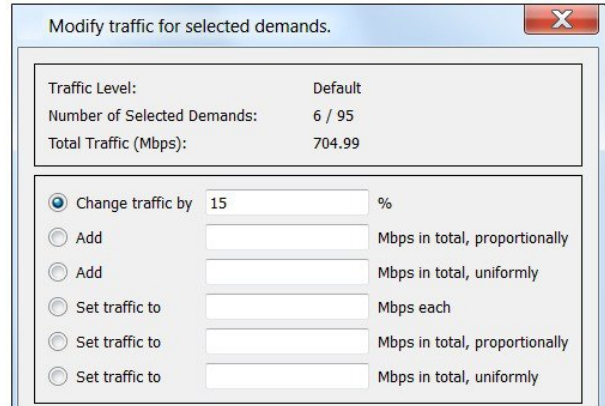 Modify traffic for selected demands.
Traffic Level: Default
Number of Selected Demands: 6 / 95
Total Traffic (Mbps): 704.99
Change traffic by 15 %
Add Mbps in total, proportionally
Add Mbps in total, uniformly
Set traffic to Mbps each
Set traffic to Mbps in total, proportionally
Set traffic to Mbps in total, uniformly